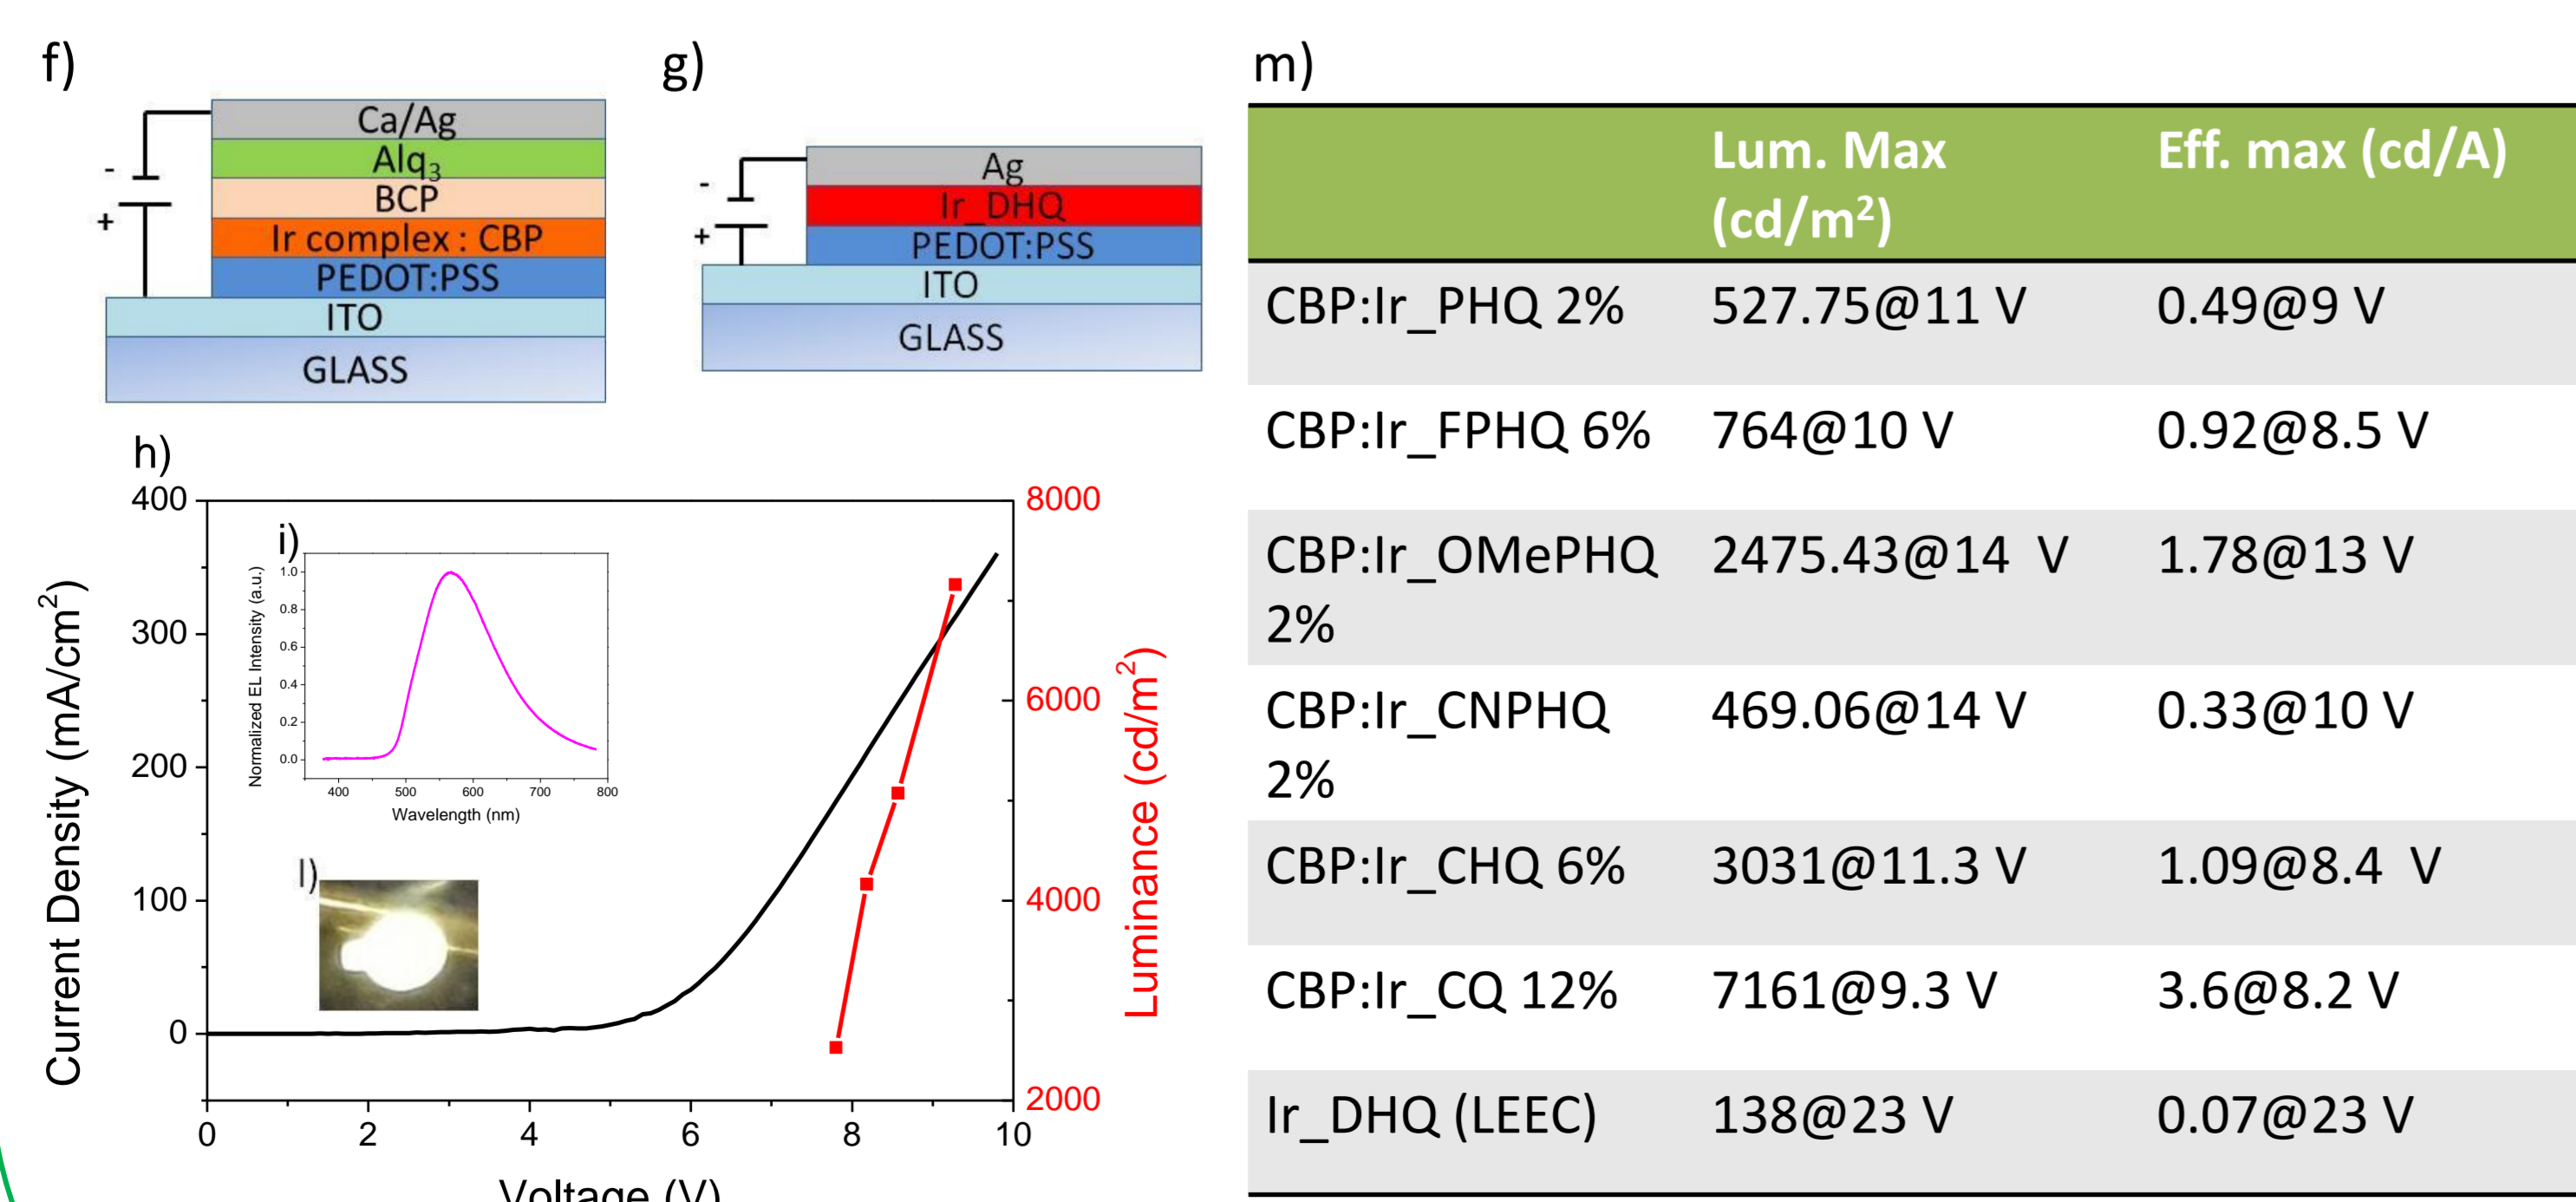 f)
Ca/Ag
Alq3
BCP
Ir complex : CBP
PEDOT:PSS
ITO
GLASS
-
+
g)
Ag
Ir_DHQ
PEDOT:PSS
ITO
GLASS
-
+
h)
400
300
200
100
0
Current Density (mA/cm2)
8000
6000
4000
2000
Luminance (cd/m2)
0 2 4 6 8 10
Voltage (V)
i)
1.0
0.8
0.6
0.4
0.2
0.0
Normalized EL Intensity (a.u.)
400 500 600 700 800
Wavelength (nm)
l)
m)
Lum. Max Eff. max (cd/A)
(cd/m2)
CBP:Ir_PHQ 2% 527.75@11 V 0.49@9 V
CBP:Ir_FPHQ 6% 764@10 V 0.92@8.5 V
CBP:Ir_OMePHQ 2475.43@14 V 1.78@13 V
2%
CBP:Ir_CNPHQ 469.06@14 V 0.33@10 V
2%
CBP:Ir_CHQ 6% 3031@11.3 V 1.09@8.4 V
CBP:Ir_CQ 12% 7161@9.3 V 3.6@8.2 V
Ir_DHQ (LEEC) 138@23 V 0.07@23 V